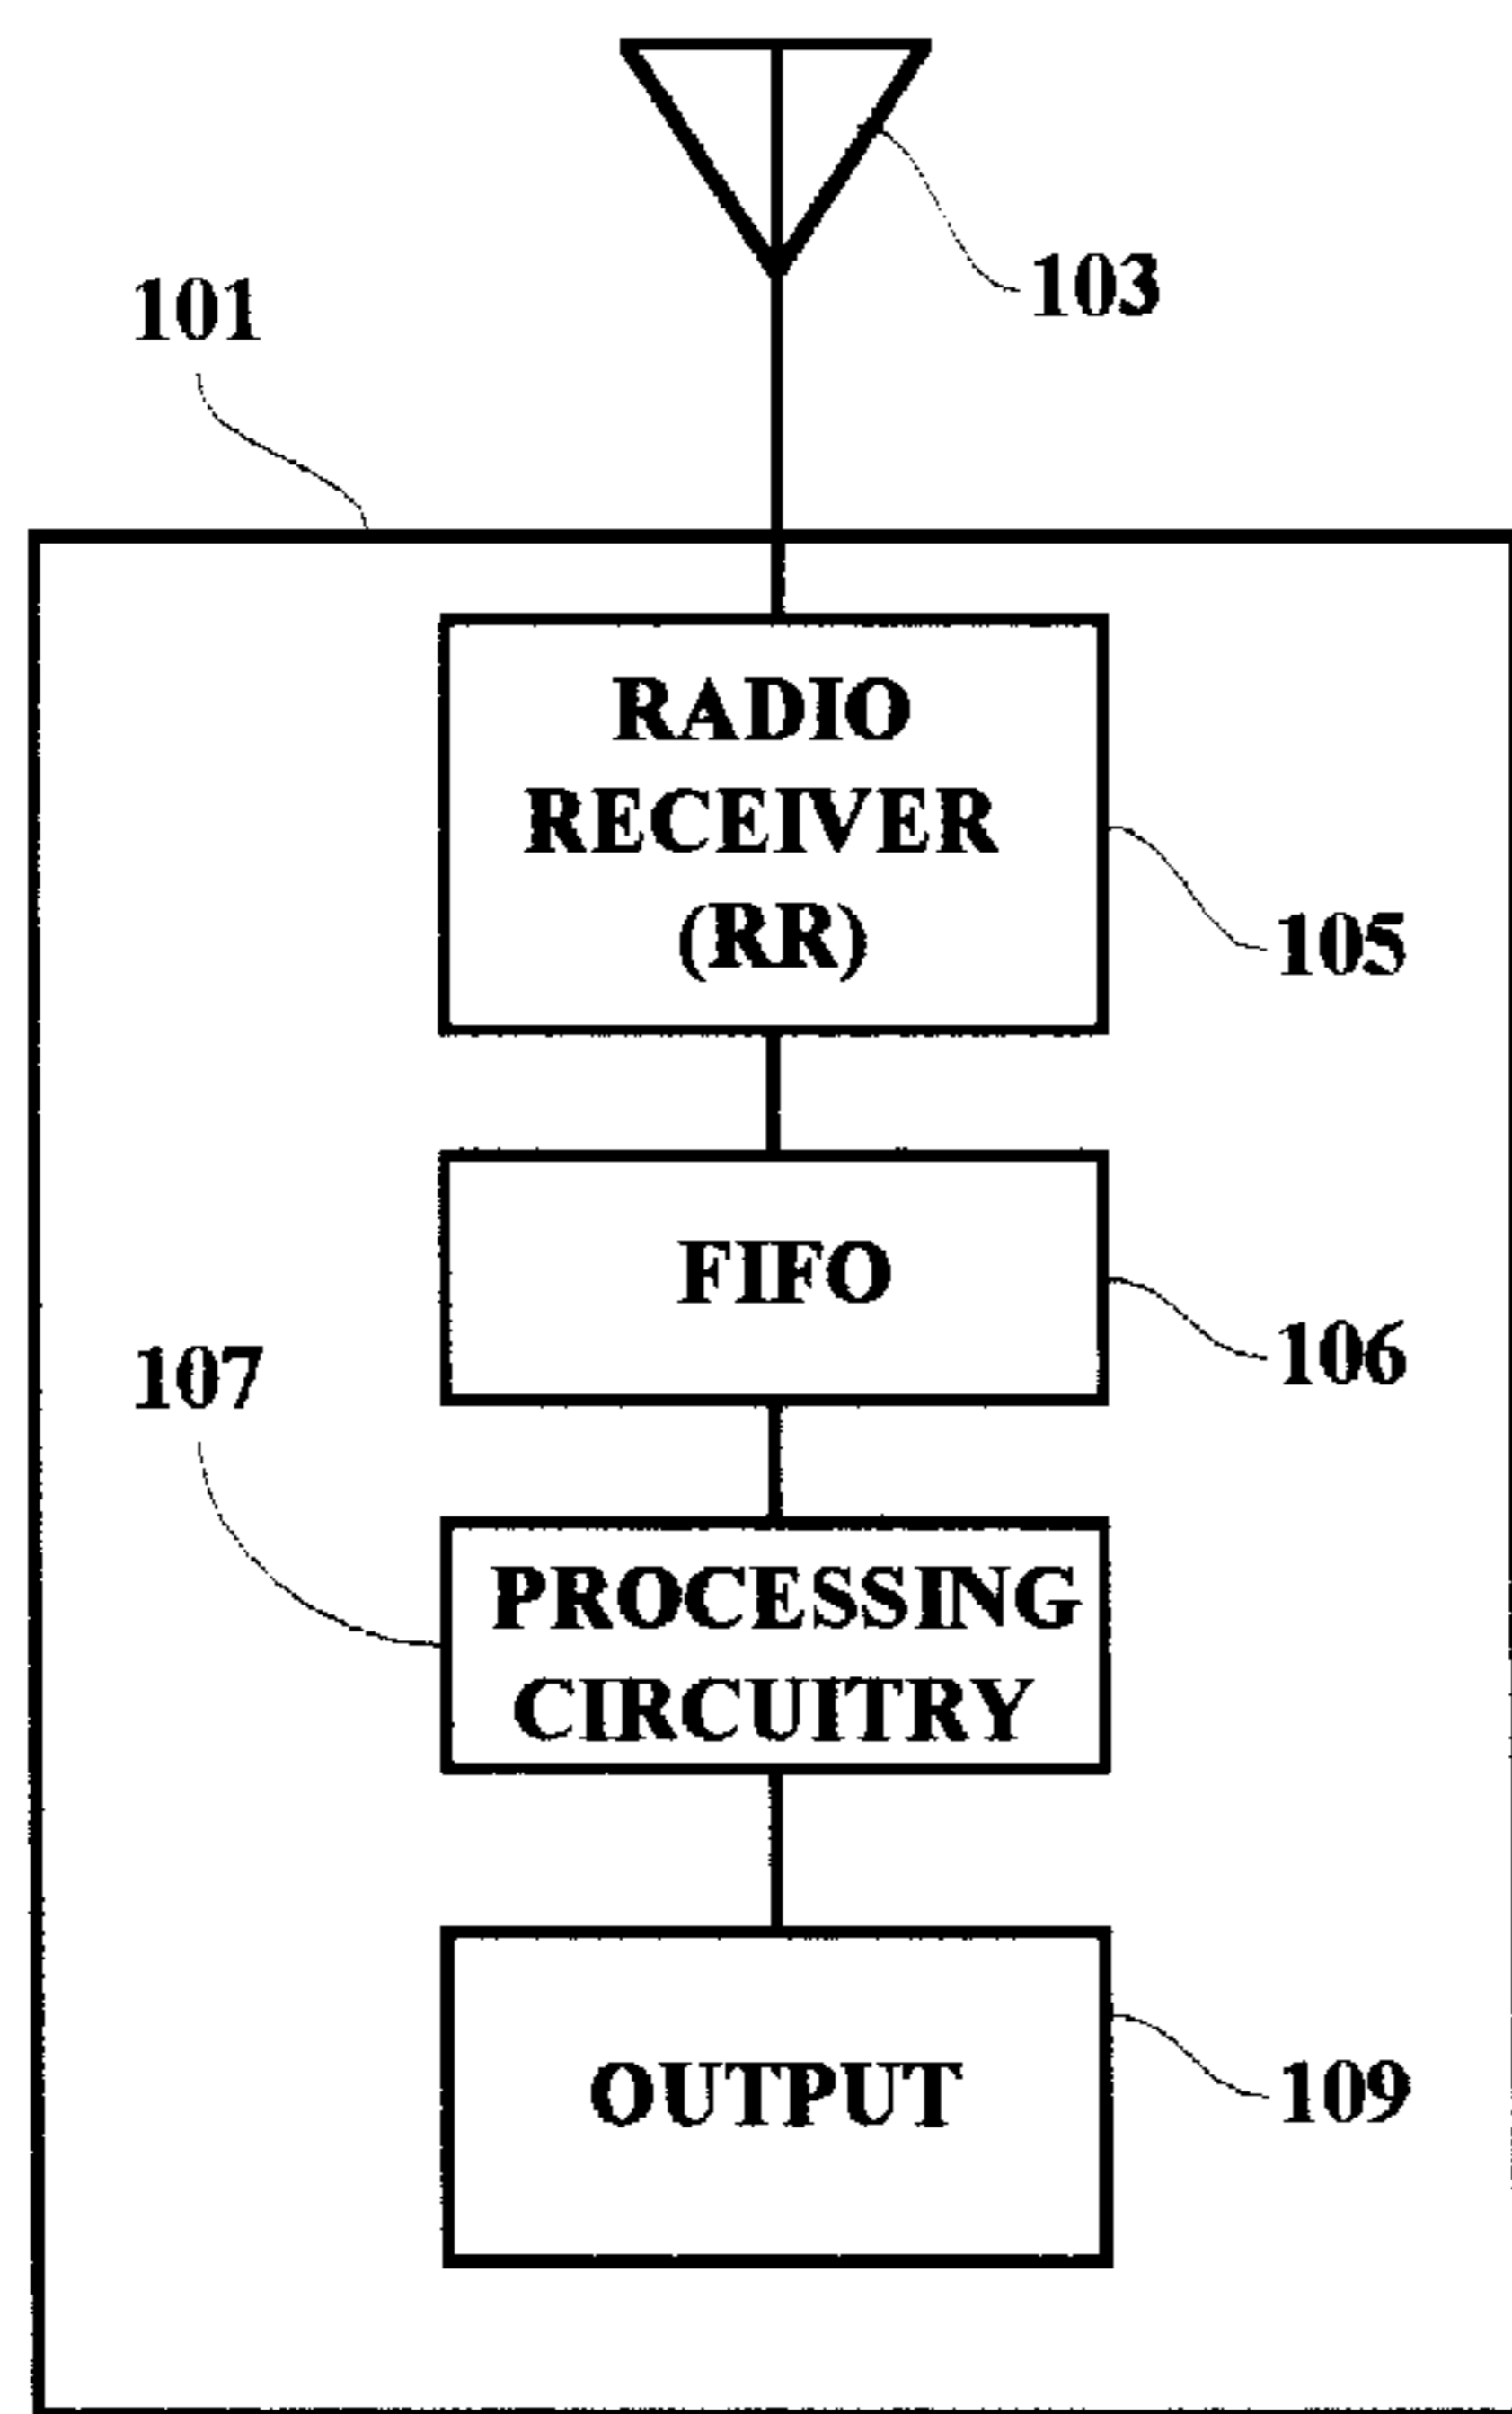 103
101
RADIO
RECEIVER
(RR)
105
FIFO
106
107
PROCESSING
CIRCUITRY
OUTPUT
109